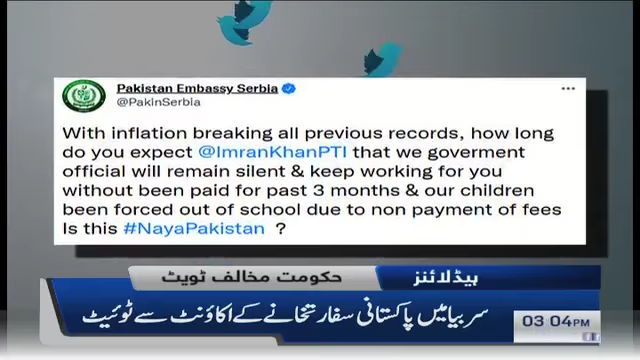 Pakistan Embassy Serbia
@PakinSerbia
With inflation breaking all previous records, how long
do you expect @ImranKhanPTI that we goverment
official will remain silent & keep working for you
without been paid for past 3 months & our children
been forced out of school due to non payment of fees
Is this #NayaPakistan ?
ہیڈلائنز
حکومت مخالف ٹویٹ
سربیا میں پاکستانی سفارتخانے کے اکاؤنٹ سے ٹوئیٹ
03:04PM